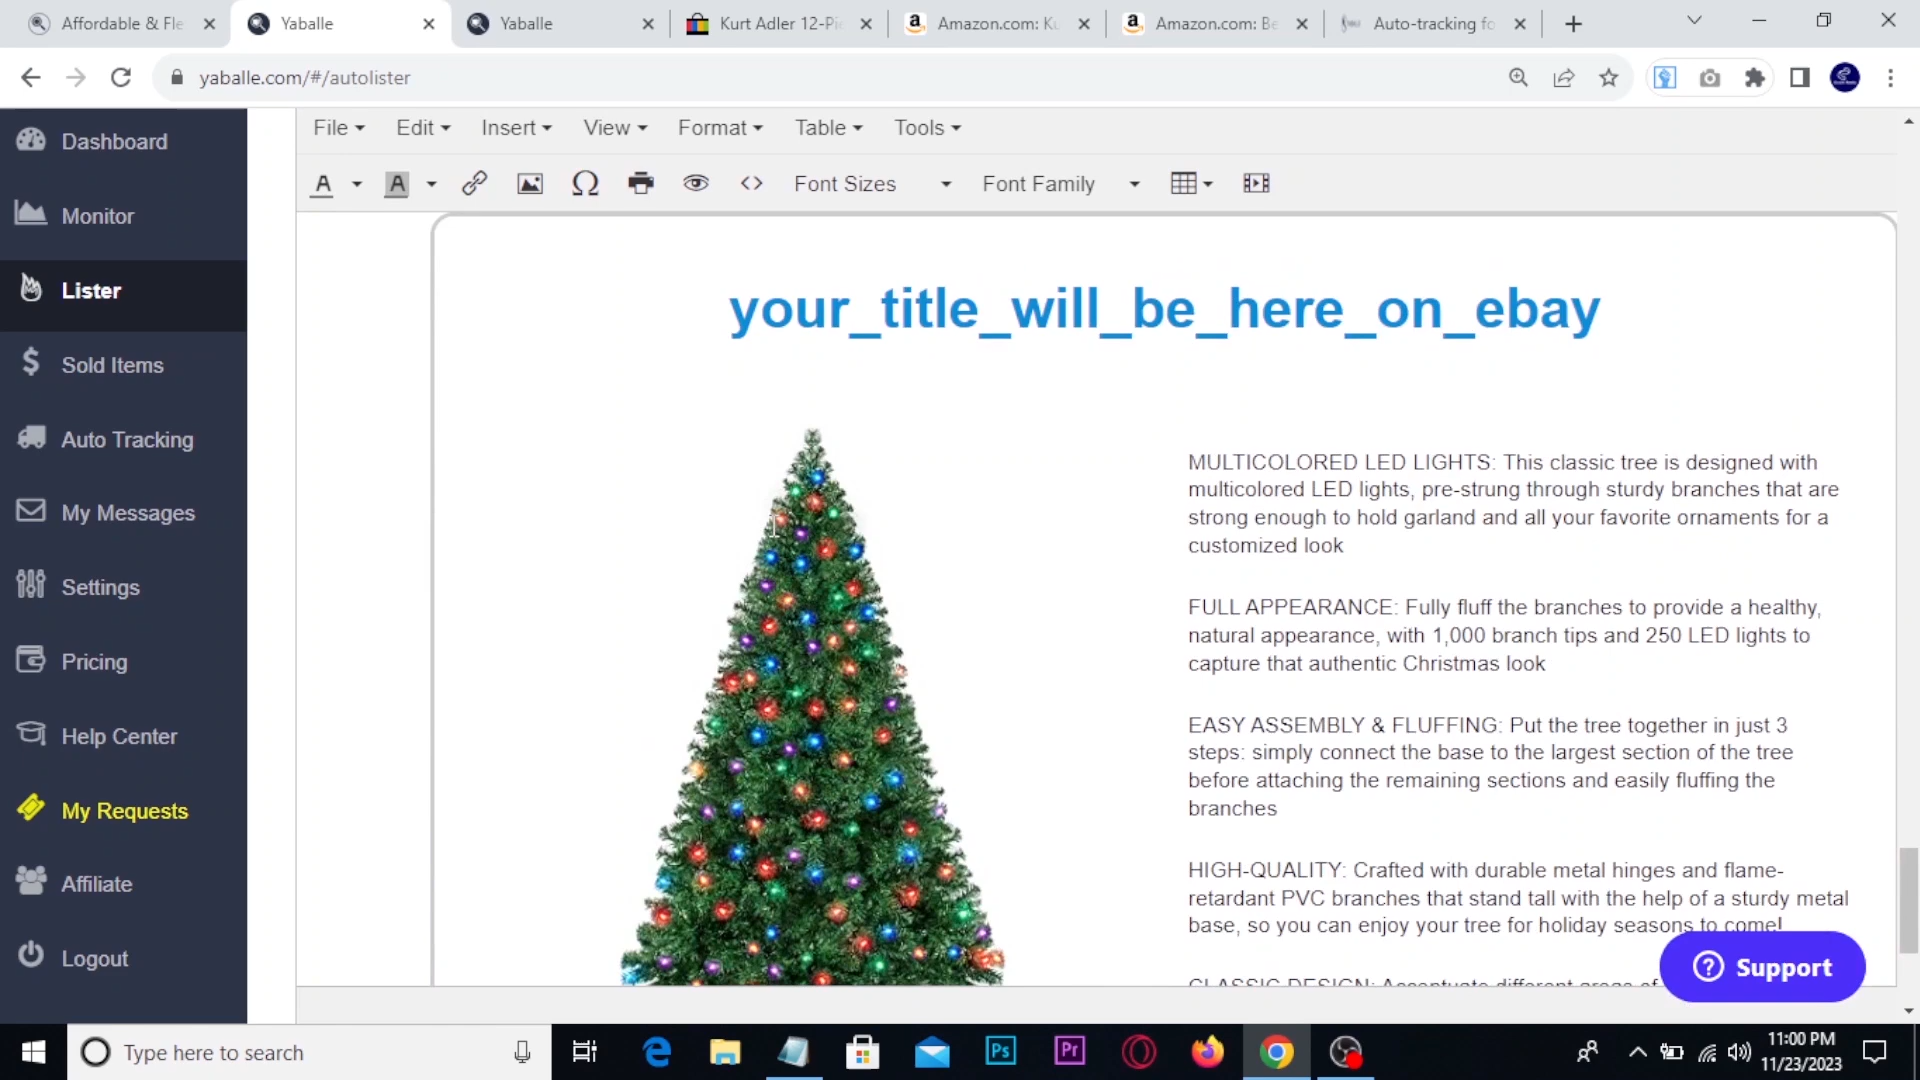 Affordable & Fle
Yaballe
Yaballe
Kurt Adler 12-Pi
Amazon.com: Ku
Amazon.com: Be
Auto-tracking fo
yaballe.com/#/autolister
File
Edit
Insert
View
Format
Table
Tools
A
A
Font Sizes
Font Family
Dashboard
Monitor
Lister
Sold Items
Auto Tracking
My Messages
Settings
Pricing
Help Center
My Requests
Affiliate
Logout
your_title_will_be_here_on_ebay
MULTICOLORED LED LIGHTS: This classic tree is designed with
multicolored LED lights, pre-strung through sturdy branches that are
strong enough to hold garland and all your favorite ornaments for a
customized look
FULL APPEARANCE: Fully fluff the branches to provide a healthy,
natural appearance, with 1,000 branch tips and 250 LED lights to
capture that authentic Christmas look
EASY ASSEMBLY & FLUFFING: Put the tree together in just 3
steps: simply connect the base to the largest section of the tree
before attaching the remaining sections and easily fluffing the
branches
HIGH-QUALITY: Crafted with durable metal hinges and flame-
retardant PVC branches that stand tall with the help of a sturdy metal
base, so you can enjoy your tree for holiday seasons to come!
CLASSIC DESIGN: Accentuate different areas of
Support
Type here to search
Ps
Pr
11:00 PM
11/23/2023